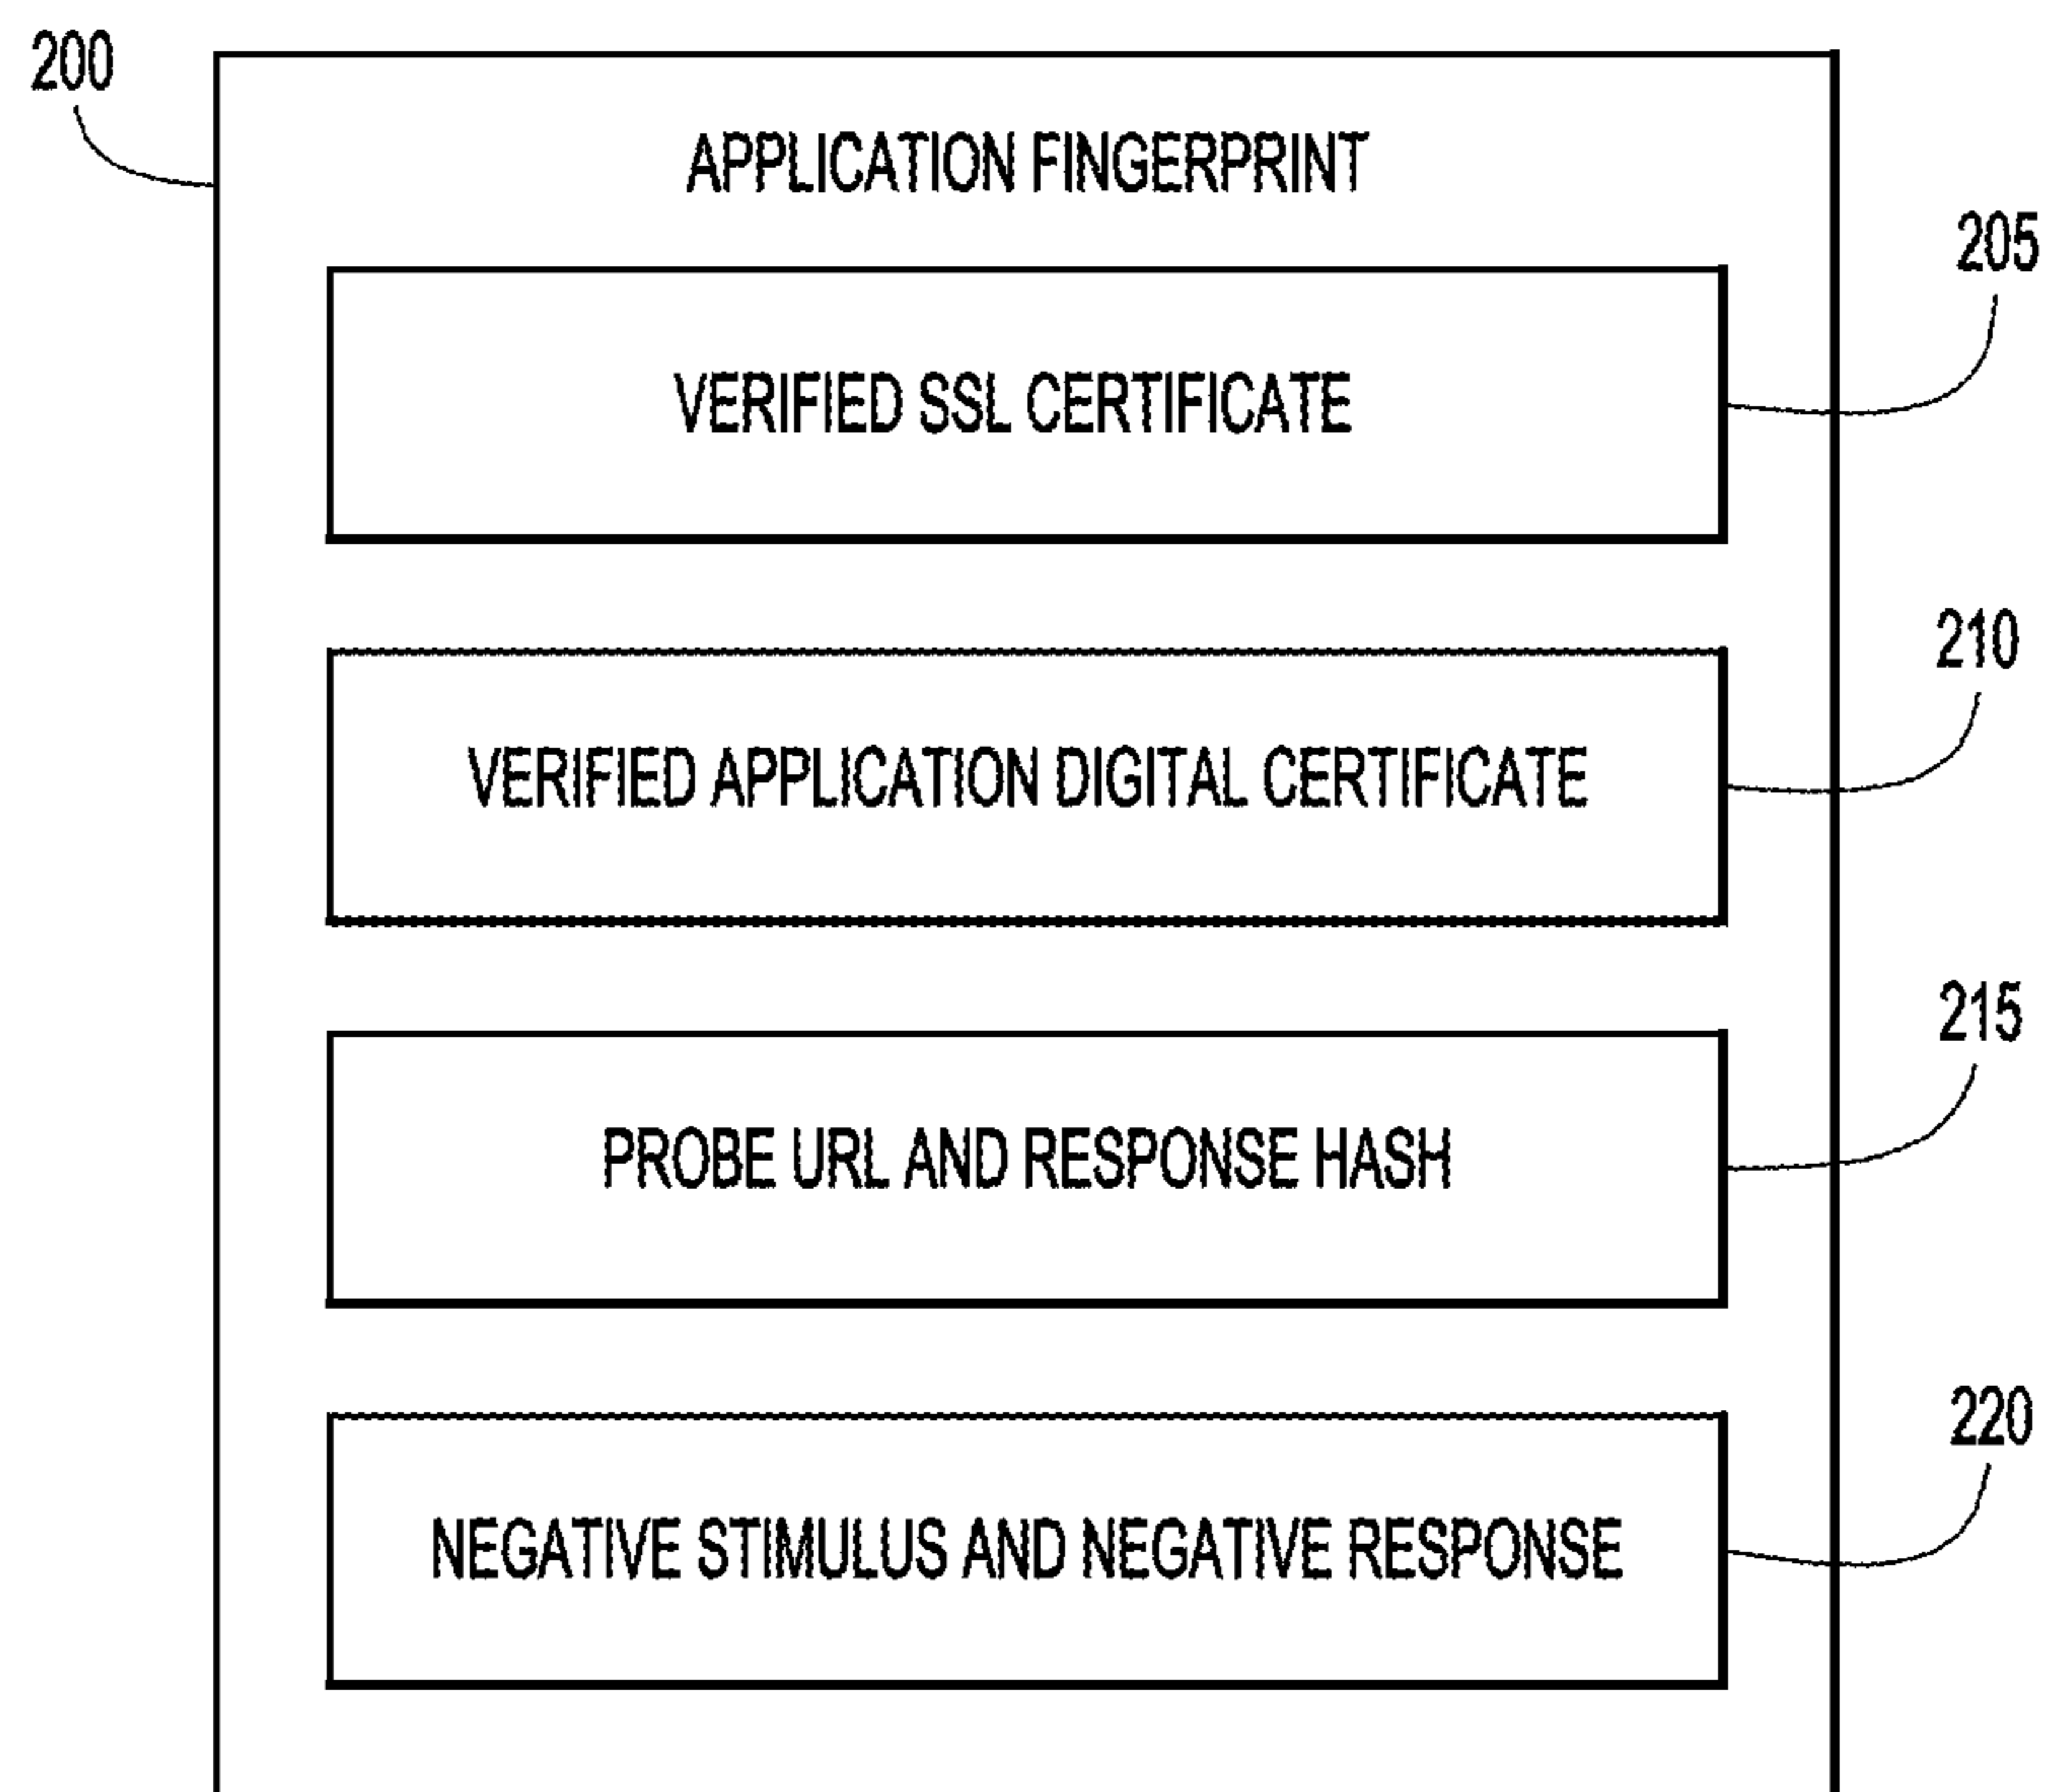 200
APPLICATION FINGERPRINT
205
VERIFIED SSL CERTIFICATE
210
VERIFIED APPLICATION DIGITAL CERTIFICATE
215
PROBE URL AND RESPONSE HASH
220
NEGATIVE STIMULUS AND NEGATIVE RESPONSE